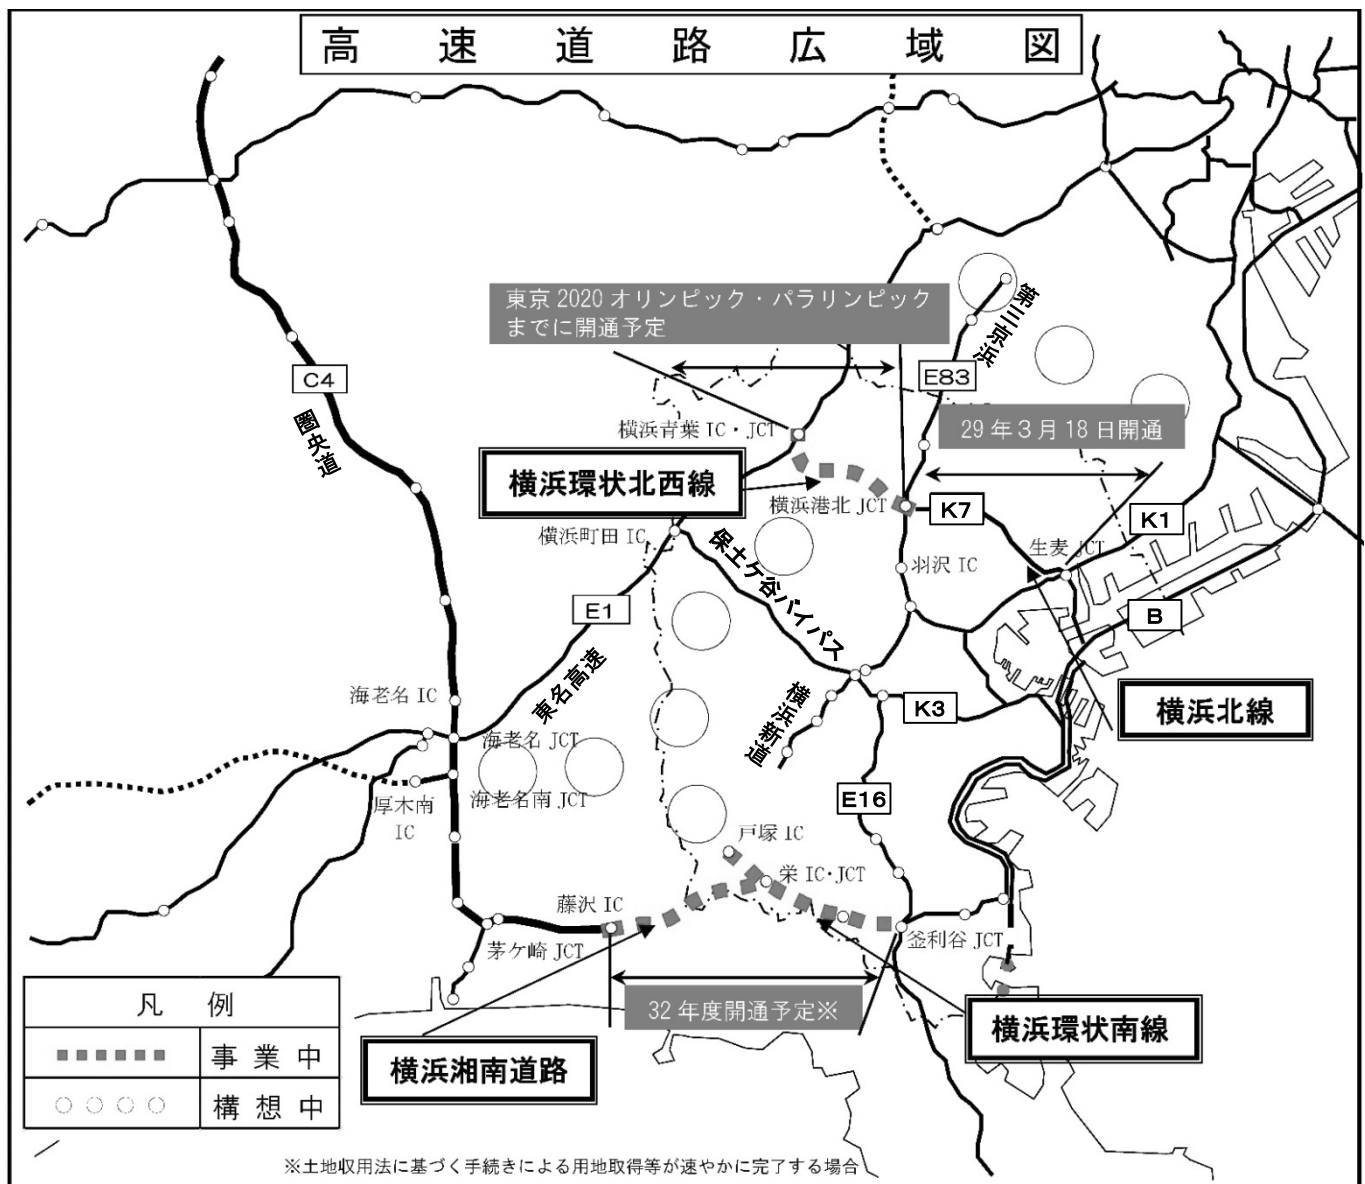 高速道路広域図
東京 2020 オリンピック・パラリンピック
までに開通予定
第三京浜
E83
C4
圏央道
29 年 3 月 18 日開通
横浜青葉 IC・JCT
横浜環状北西線
横浜港北 JCT
K7
K1
横浜町田 IC
保土ケ谷バイパス
羽沢 IC
生麦 JCT
E1
B
東名高速
海老名 IC
横浜新道
K3
横浜北線
海老名 JCT
海老名南 JCT
厚木南
IC
E16
戸塚 IC
栄 IC・JCT
藤沢 IC
釜利谷 JCT
茅ケ崎 JCT
32 年度開通予定※
横浜環状南線
横浜湘南道路
凡例
事業中
構想中
※土地収用法に基づく手続きによる用地取得等が速やかに完了する場合